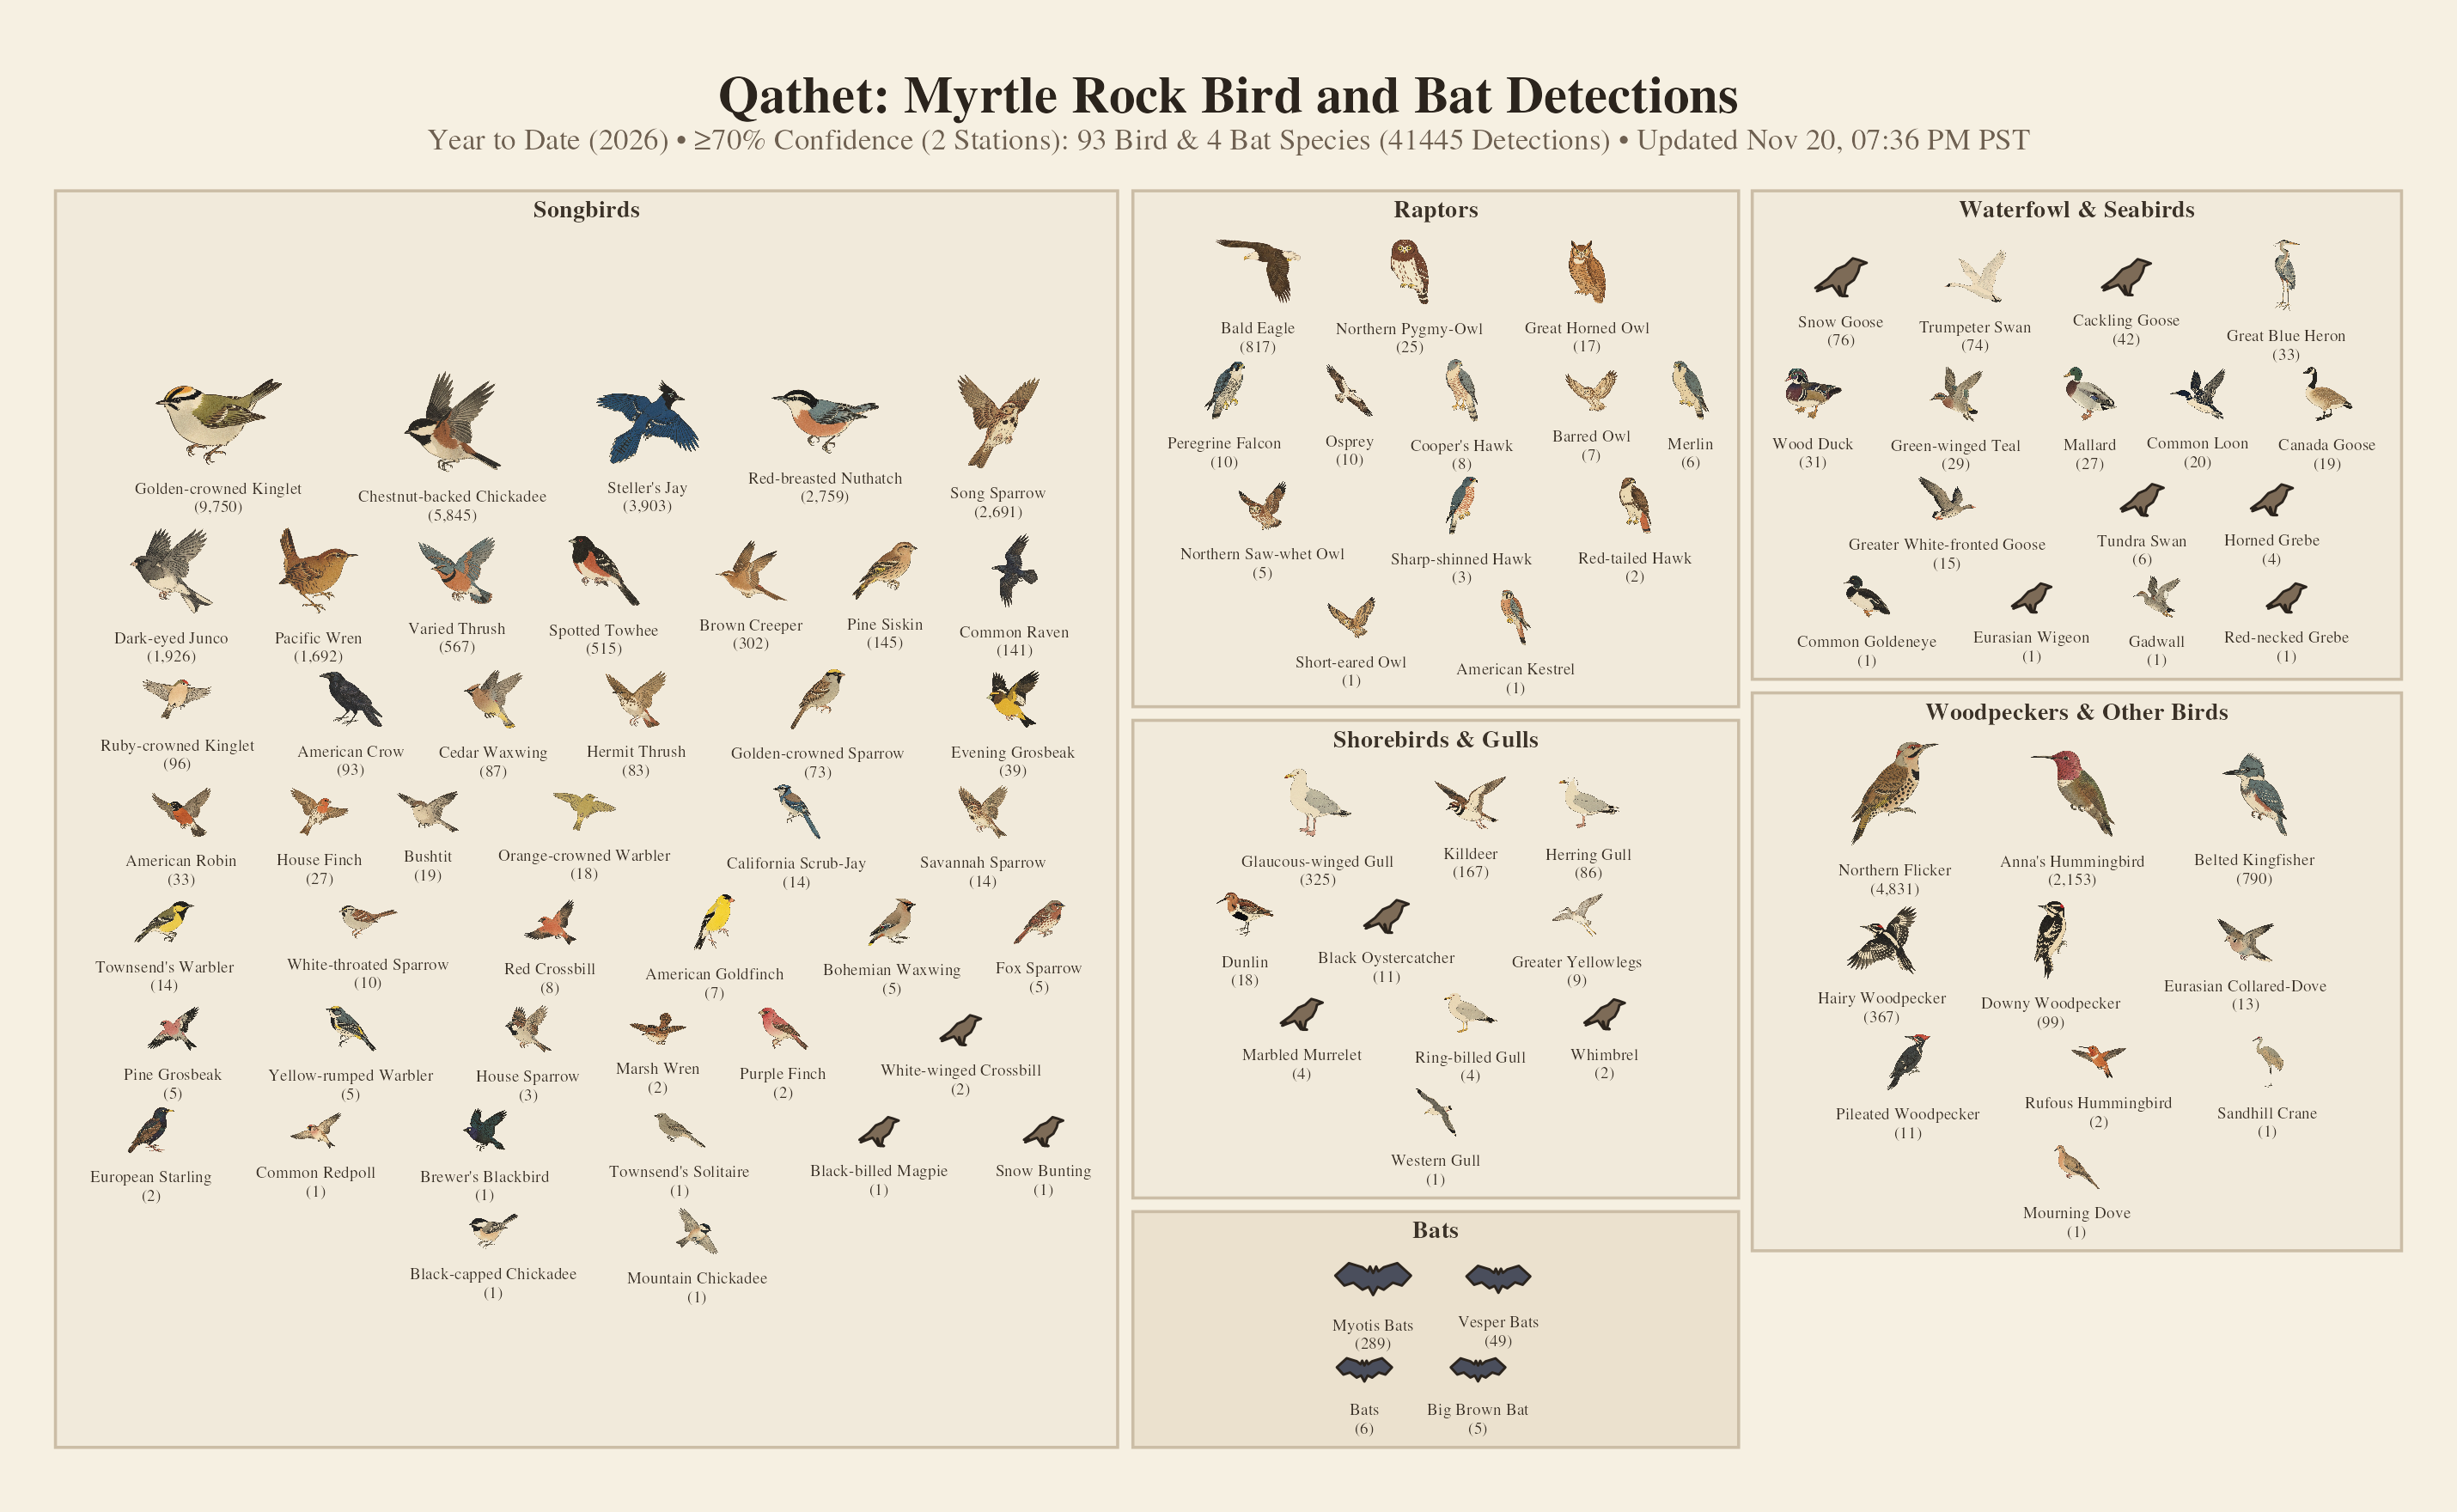 Qathet: Myrtle Rock Bird and Bat Detections
Year to Date (2026) • ≥70% Confidence (2 Stations): 93 Bird & 4 Bat Species (41445 Detections) • Updated Nov 20, 07:36 PM PST
Songbirds
Golden-crowned Kinglet
(9,750)
Chestnut-backed Chickadee
(5,845)
Steller's Jay
(3,903)
Red-breasted Nuthatch
(2,759)
Song Sparrow
(2,691)
Dark-eyed Junco
(1,926)
Pacific Wren
(1,692)
Varied Thrush
(567)
Spotted Towhee
(515)
Brown Creeper
(302)
Pine Siskin
(145)
Common Raven
(141)
Ruby-crowned Kinglet
(96)
American Crow
(93)
Cedar Waxwing
(87)
Hermit Thrush
(83)
Golden-crowned Sparrow
(73)
Evening Grosbeak
(39)
American Robin
(33)
House Finch
(27)
Bushtit
(19)
Orange-crowned Warbler
(18)
California Scrub-Jay
(14)
Savannah Sparrow
(14)
Townsend's Warbler
(14)
White-throated Sparrow
(10)
Red Crossbill
(8)
American Goldfinch
(7)
Bohemian Waxwing
(5)
Fox Sparrow
(5)
Pine Grosbeak
(5)
Yellow-rumped Warbler
(5)
House Sparrow
(3)
Marsh Wren
(2)
Purple Finch
(2)
White-winged Crossbill
(2)
European Starling
(2)
Common Redpoll
(1)
Brewer's Blackbird
(1)
Townsend's Solitaire
(1)
Black-billed Magpie
(1)
Snow Bunting
(1)
Black-capped Chickadee
(1)
Mountain Chickadee
(1)
Raptors
Bald Eagle
(817)
Northern Pygmy-Owl
(25)
Great Horned Owl
(17)
Peregrine Falcon
(10)
Osprey
(10)
Cooper's Hawk
(8)
Barred Owl
(7)
Merlin
(6)
Northern Saw-whet Owl
(5)
Sharp-shinned Hawk
(3)
Red-tailed Hawk
(2)
Short-eared Owl
(1)
American Kestrel
(1)
Shorebirds & Gulls
Glaucous-winged Gull
(325)
Killdeer
(167)
Herring Gull
(86)
Dunlin
(18)
Black Oystercatcher
(11)
Greater Yellowlegs
(9)
Marbled Murrelet
(4)
Ring-billed Gull
(4)
Whimbrel
(2)
Western Gull
(1)
Bats
Myotis Bats
(289)
Vesper Bats
(49)
Bats
(6)
Big Brown Bat
(5)
Waterfowl & Seabirds
Snow Goose
(76)
Trumpeter Swan
(74)
Cackling Goose
(42)
Great Blue Heron
(33)
Wood Duck
(31)
Green-winged Teal
(29)
Mallard
(27)
Common Loon
(20)
Canada Goose
(19)
Greater White-fronted Goose
(15)
Tundra Swan
(6)
Horned Grebe
(4)
Common Goldeneye
(1)
Eurasian Wigeon
(1)
Gadwall
(1)
Red-necked Grebe
(1)
Woodpeckers & Other Birds
Northern Flicker
(4,831)
Anna's Hummingbird
(2,153)
Belted Kingfisher
(790)
Hairy Woodpecker
(367)
Downy Woodpecker
(99)
Eurasian Collared-Dove
(13)
Pileated Woodpecker
(11)
Rufous Hummingbird
(2)
Sandhill Crane
(1)
Mourning Dove
(1)